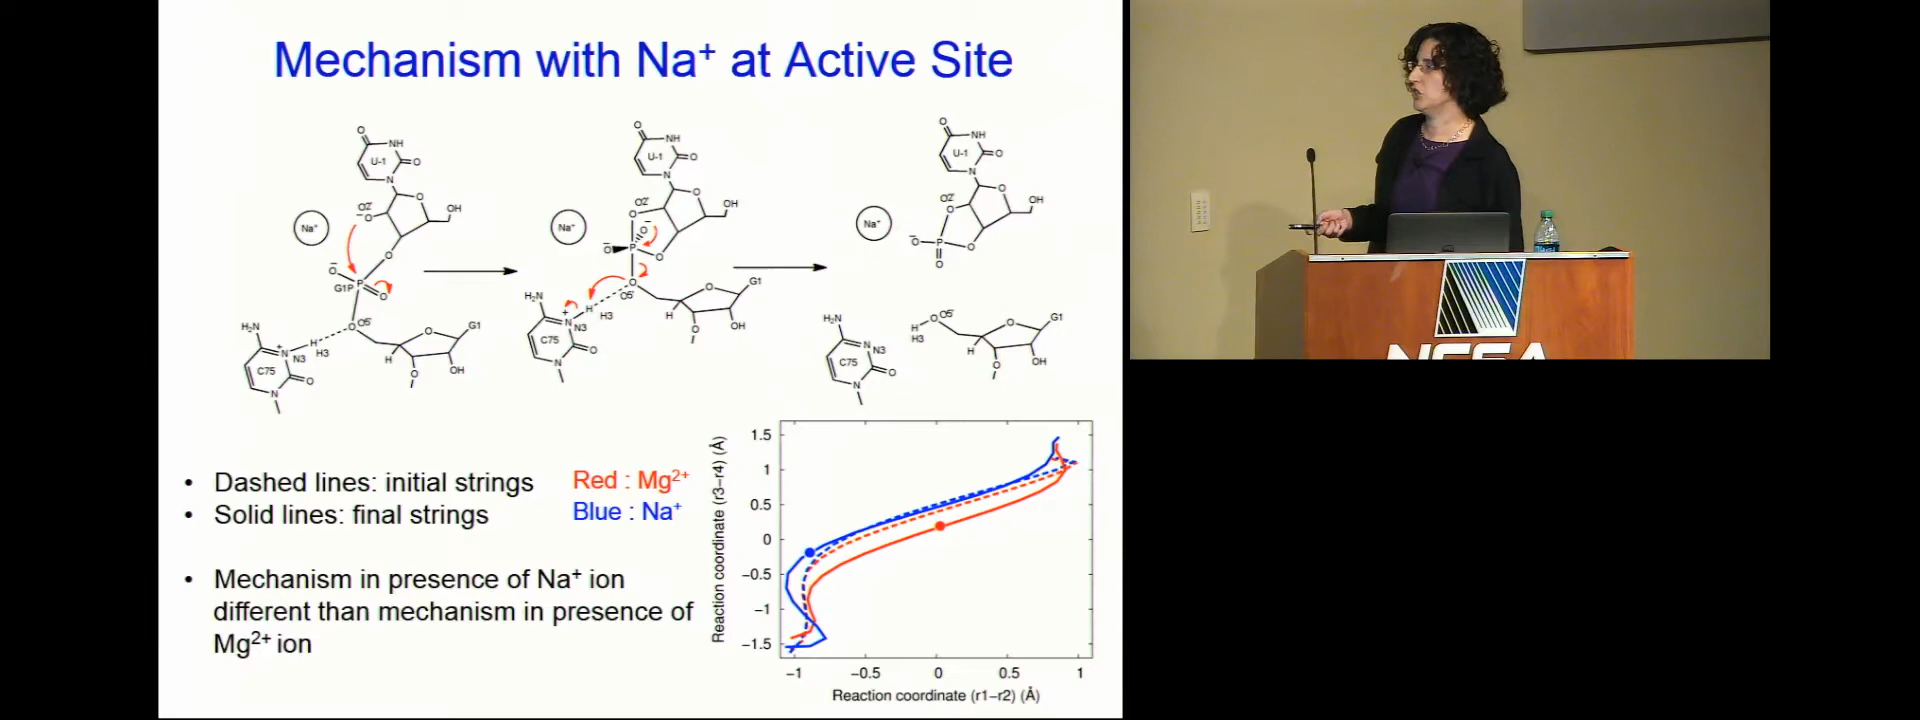 Mechanism with Na⁺ at Active Site
O
NH
U-1
O
N
O2'
⁻O
O
OH
Na⁺
O
O⁻
G1P
P
O
O
O5'
G1
H₂N
+
N
H
H3
N3
C75
O
N
H
O
OH
O
NH
U-1
O
N
O2'
O
O
OH
Na⁺
O⁻
⁻O
P
O
O
O5'
G1
H₂N
+
N
H
H3
N3
C75
O
N
H
O
O
OH
O
NH
U-1
O
N
O2'
O
O
OH
Na⁺
⁻O
P
O
O
H₂N
N
N3
C75
O
N
O5'
O
H
H3
O
G1
H
O
OH
• Dashed lines: initial strings
• Solid lines: final strings
Red : Mg²⁺
Blue : Na⁺
• Mechanism in presence of Na⁺ ion
different than mechanism in presence of
Mg²⁺ ion
Reaction coordinate (r3−r4) (Å)
1.5
1
0.5
0
−0.5
−1
−1.5
−1
−0.5
0
0.5
1
Reaction coordinate (r1−r2) (Å)
NCSA